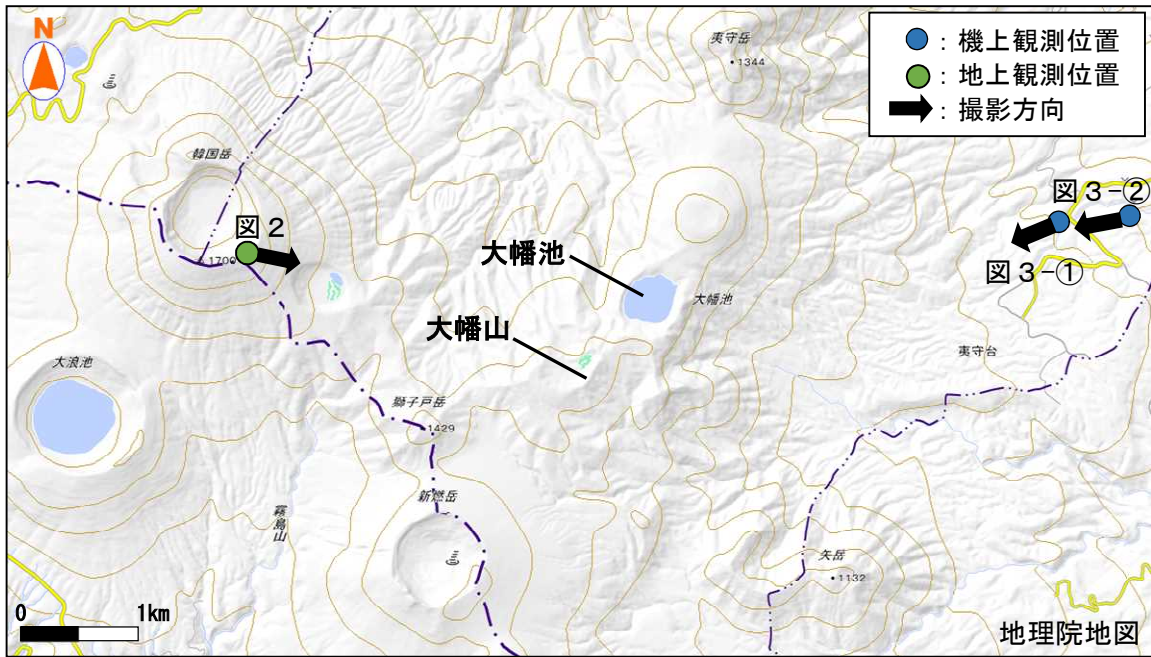 N
夷守岳
1344
：機上観測位置
：地上観測位置
：撮影方向
韓国岳
図2
1700
図3-②
図3-①
大幡池
大幡池
大幡山
夷守台
大浪池
獅子戸岳
1429
新燃岳
霧島山
矢岳
1132
0 1km
地理院地図